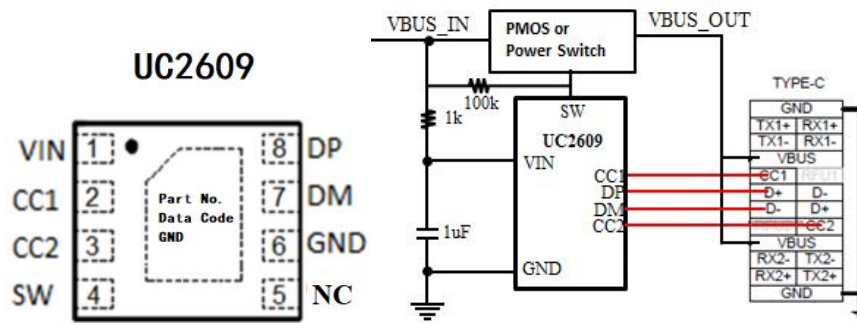 UC2609
VIN 1 8 DP
CC1 2 7 DM
CC2 3 6 GND
SW 4 5 NC
Part No.
Data Code
GND
VBUS_IN
PMOS or
Power Switch
VBUS_OUT
100k
1k
SW
UC2609
VIN
CC1
DP
DM
CC2
1uF
GND
TYPE-C
GND
TX1+ RX1+
TX1- RX1-
VBUS
CC1 RFU1
D+ D-
D- D+
CC2
VBUS
RX2- TX2-
RX2+ TX2+
GND